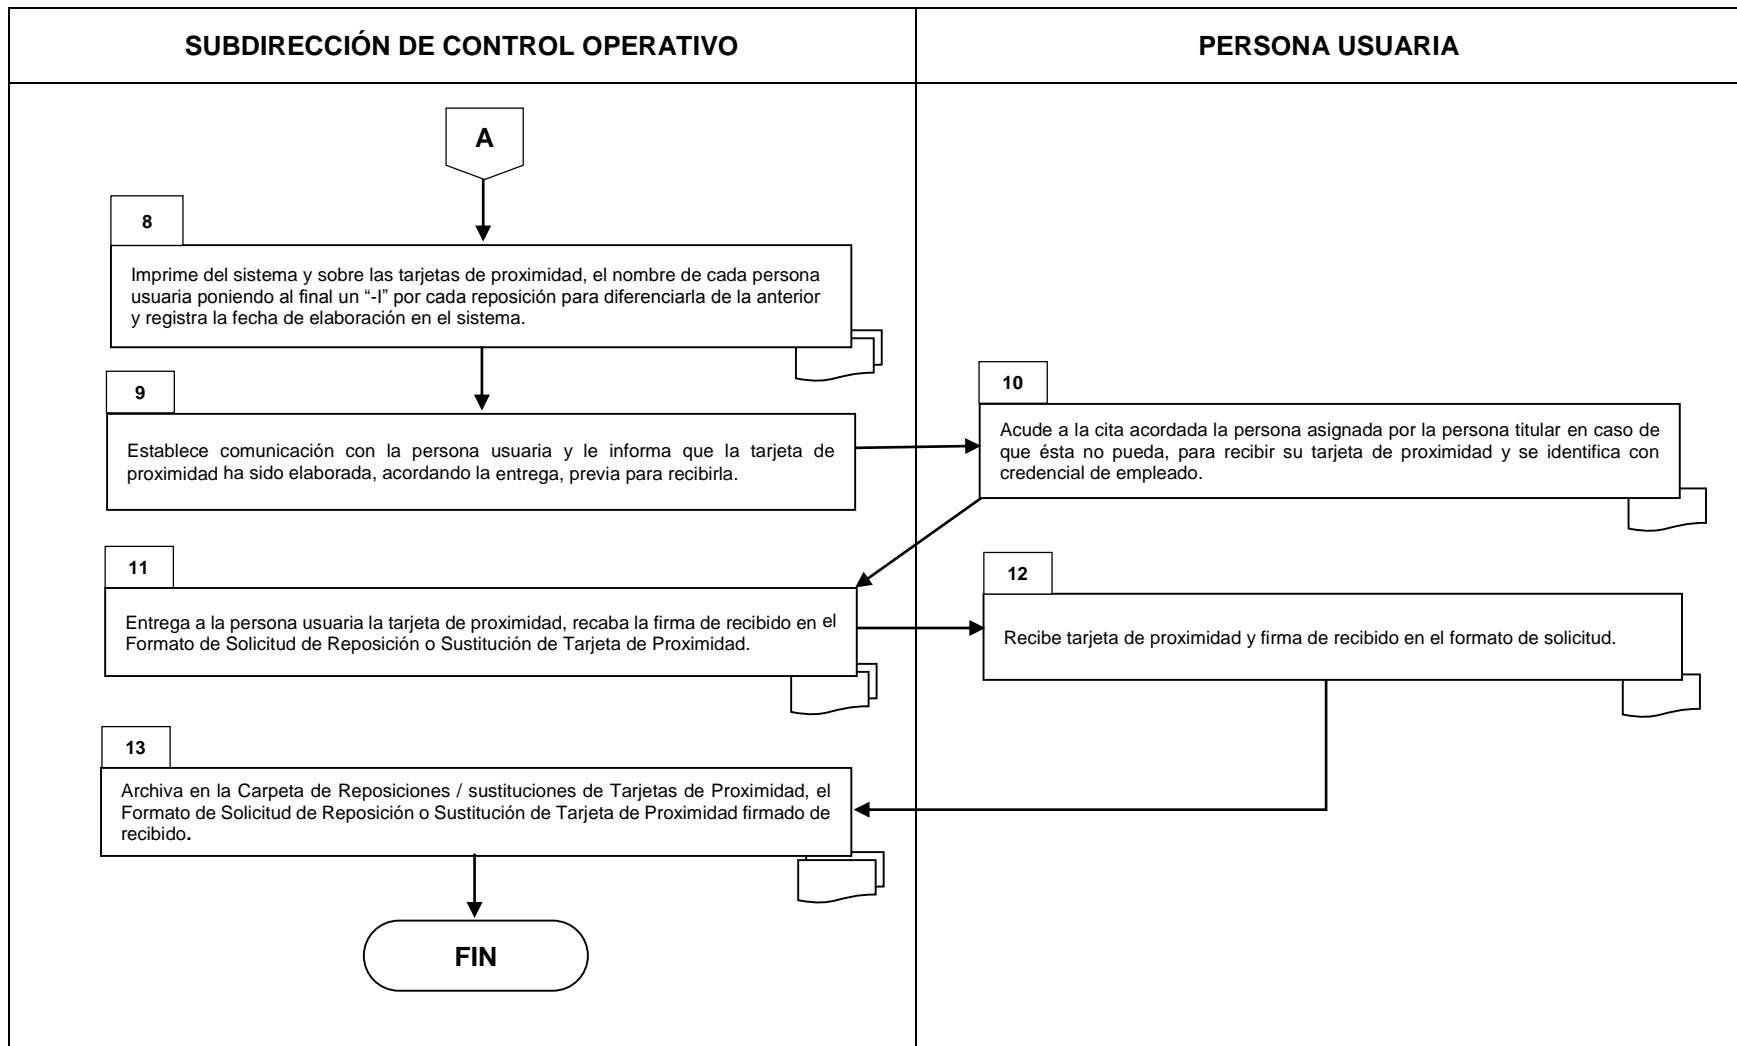 SUBDIRECCIÓN DE CONTROL OPERATIVO
PERSONA USUARIA
A
8
Imprime del sistema y sobre las tarjetas de proximidad, el nombre de cada persona
usuaria poniendo al final un “-I” por cada reposición para diferenciarla de la anterior
y registra la fecha de elaboración en el sistema.
9
Establece comunicación con la persona usuaria y le informa que la tarjeta de
proximidad ha sido elaborada, acordando la entrega, previa para recibirla.
10
Acude a la cita acordada la persona asignada por la persona titular en caso de
que ésta no pueda, para recibir su tarjeta de proximidad y se identifica con
credencial de empleado.
11
Entrega a la persona usuaria la tarjeta de proximidad, recaba la firma de recibido en el
Formato de Solicitud de Reposición o Sustitución de Tarjeta de Proximidad.
12
Recibe tarjeta de proximidad y firma de recibido en el formato de solicitud.
13
Archiva en la Carpeta de Reposiciones / sustituciones de Tarjetas de Proximidad, el
Formato de Solicitud de Reposición o Sustitución de Tarjeta de Proximidad firmado de
recibido.
FIN